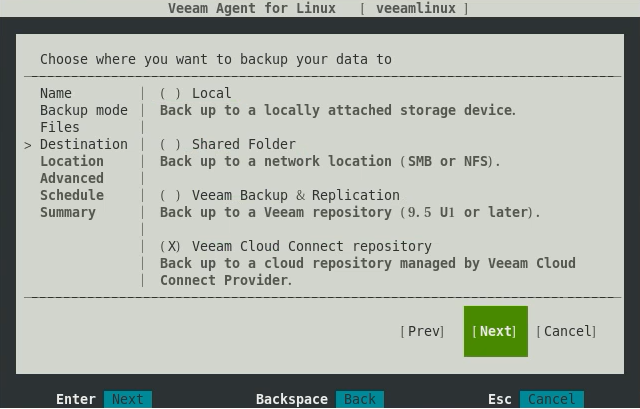 Veeam Agent for Linux [ veeamlinux ]
Choose where you want to backup your data to
Name | ( ) Local
Backup mode | Back up to a locally attached storage device.
Files |
> Destination | ( ) Shared Folder
Location | Back up to a network location (SMB or NFS).
Advanced |
Schedule | ( ) Veeam Backup & Replication
Summary | Back up to a Veeam repository (9.5 U1 or later).
|
| (X) Veeam Cloud Connect repository
| Back up to a cloud repository managed by Veeam Cloud
| Connect Provider.
[Prev] [Next] [Cancel]
Enter Next Backspace Back Esc Cancel